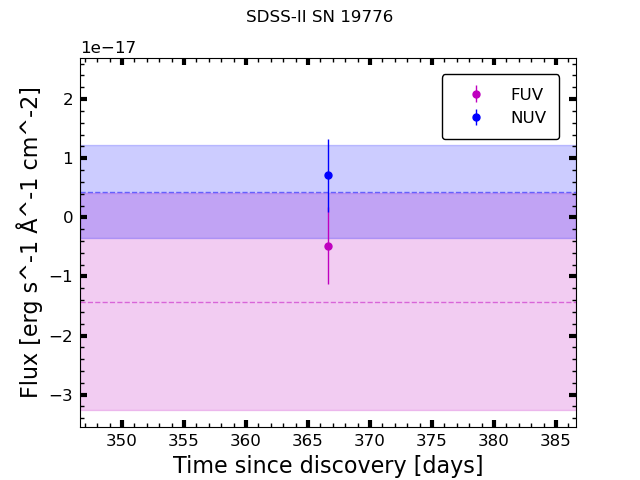 SDSS-II SN 19776
1e−17
FUV
NUV
2
1
0
−1
−2
−3
Flux [erg s^-1 Å^-1 cm^-2]
350 355 360 365 370 375 380 385
Time since discovery [days]